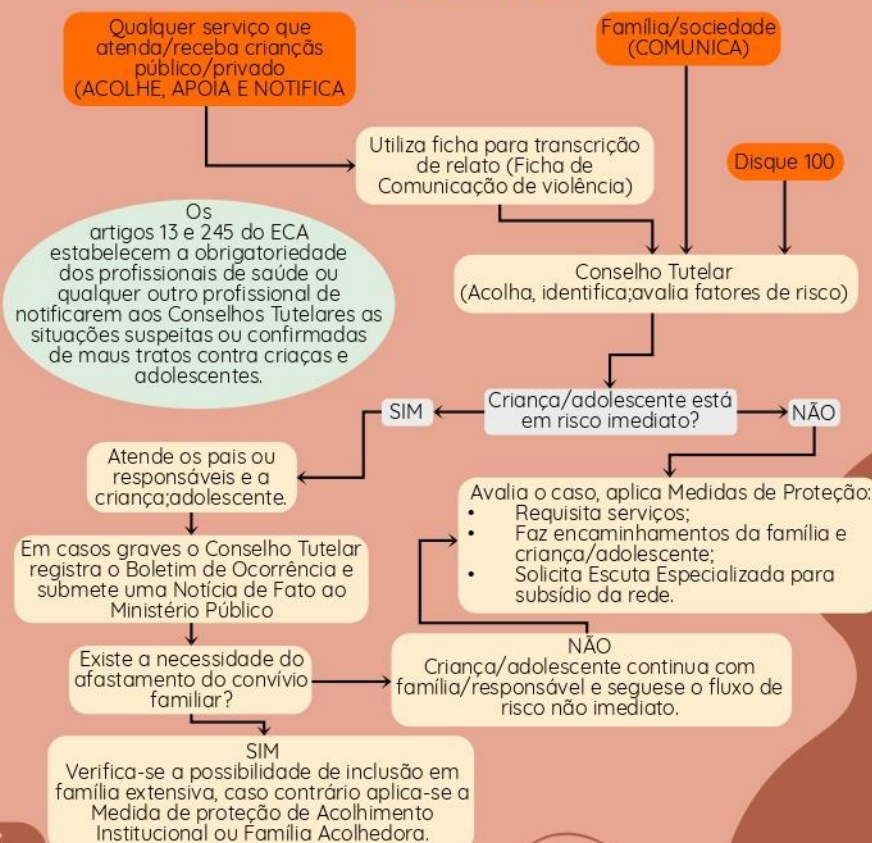 Qualquer serviço que
atenda/receba criançãs
público/privado
(ACOLHE, APOIA E NOTIFICA
Família/sociedade
(COMUNICA)
Utiliza ficha para transcrição
de relato (Ficha de
Comunicação de violência)
Disque 100
Os
artigos 13 e 245 do ECA
estabelecem a obrigatoriedade
dos profissionais de saúde ou
qualquer outro profissional de
notificarem aos Conselhos Tutelares as
situações suspeitas ou confirmadas
de maus tratos contra criaças e
adolescentes.
Conselho Tutelar
(Acolha, identifica;avalia fatores de risco)
Criança/adolescente está
em risco imediato?
SIM
NÃO
Atende os pais ou
responsáveis e a
criança;adolescente.
Avalia o caso, aplica Medidas de Proteção:
• Requisita serviços;
• Faz encaminhamentos da família e
criança/adolescente;
• Solicita Escuta Especializada para
subsídio da rede.
Em casos graves o Conselho Tutelar
registra o Boletim de Ocorrência e
submete uma Notícia de Fato ao
Ministério Público
Existe a necessidade do
afastamento do convívio
familiar?
NÃO
Criança/adolescente continua com
família/responsável e seguese o fluxo de
risco não imediato.
SIM
Verifica-se a possibilidade de inclusão em
família extensiva, caso contrário aplica-se a
Medida de proteção de Acolhimento
Institucional ou Família Acolhedora.